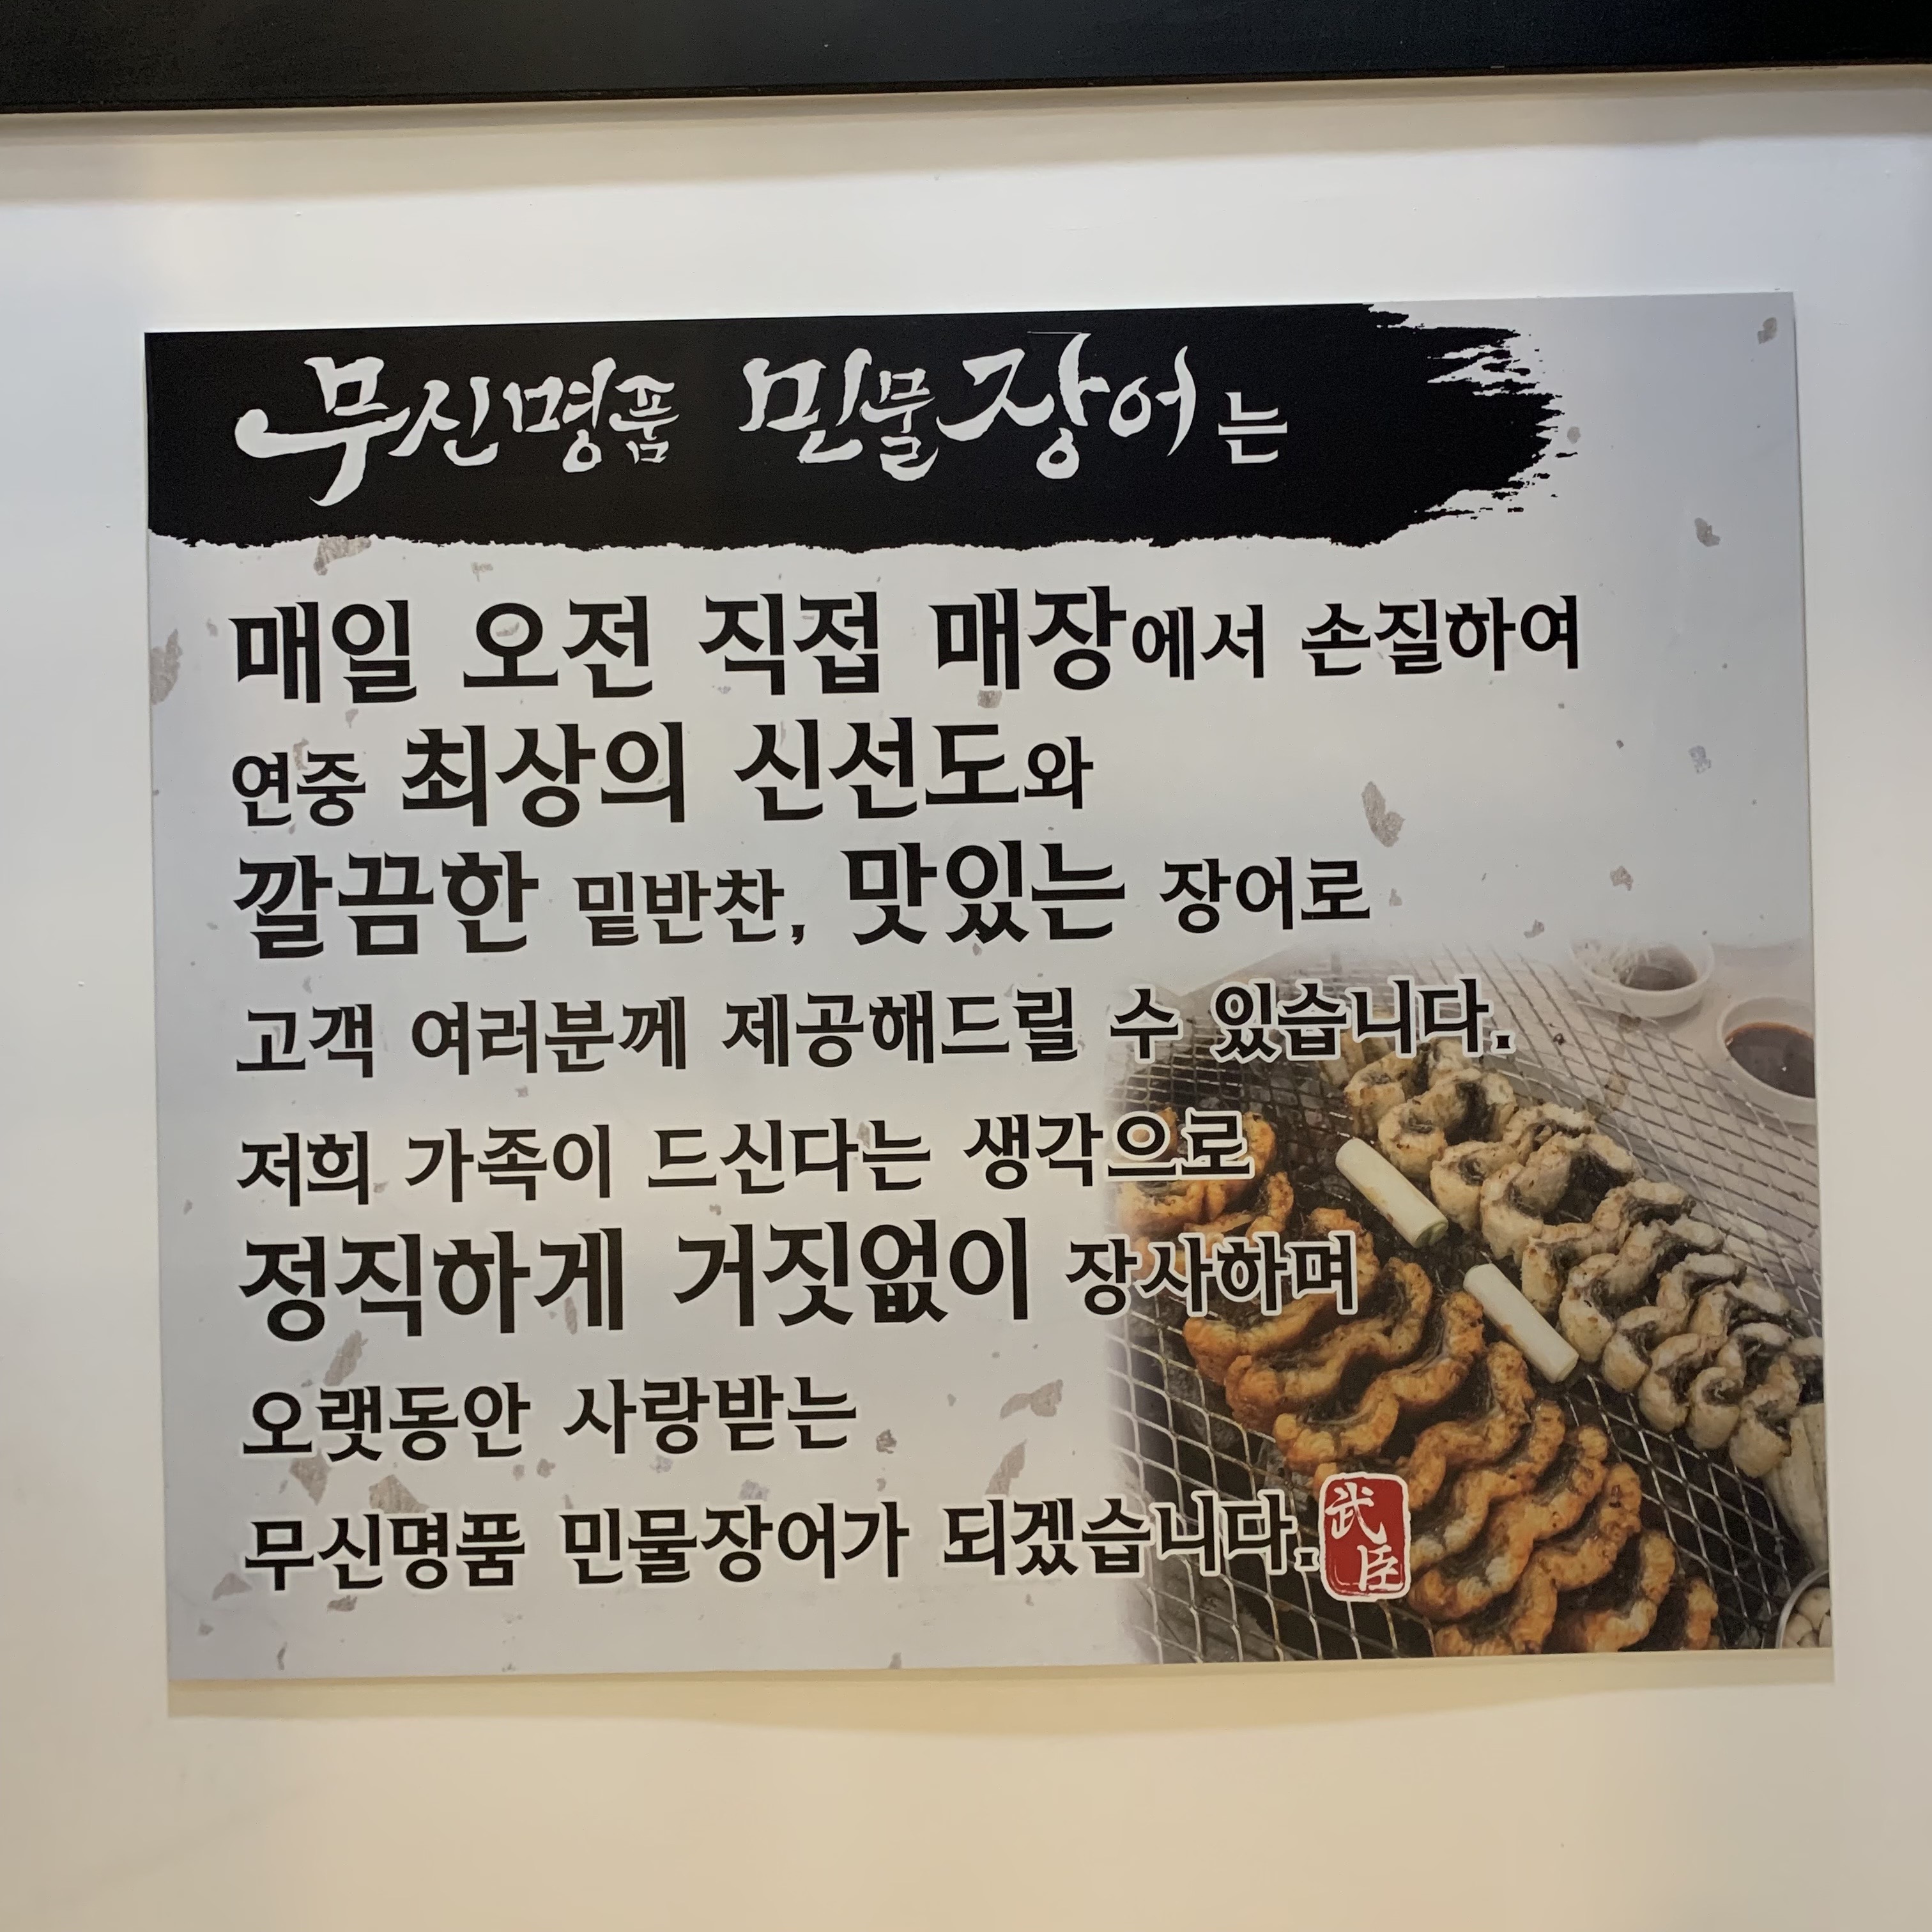 무신명품 민물장어는
매일 오전 직접 매장에서 손질하여
연중 최상의 신선도와
깔끔한 밑반찬, 맛있는 장어로
고객 여러분께 제공해드릴 수 있습니다.
저희 가족이 드신다는 생각으로
정직하게 거짓없이 장사하며
오랫동안 사랑받는
무신명품 민물장어가 되겠습니다.
武臣